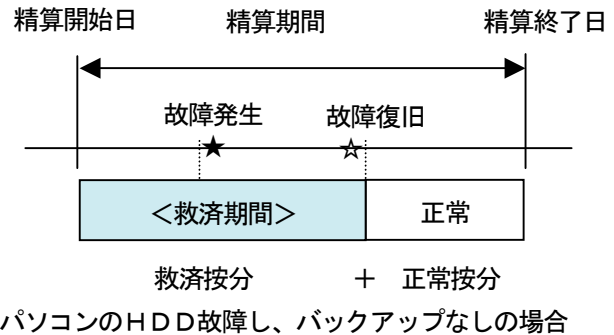 精算開始日 精算期間 精算終了日
故障発生 故障復旧
★ ☆
＜救済期間＞ 正常
救済按分 ＋ 正常按分
パソコンのＨＤＤ故障し、バックアップなしの場合